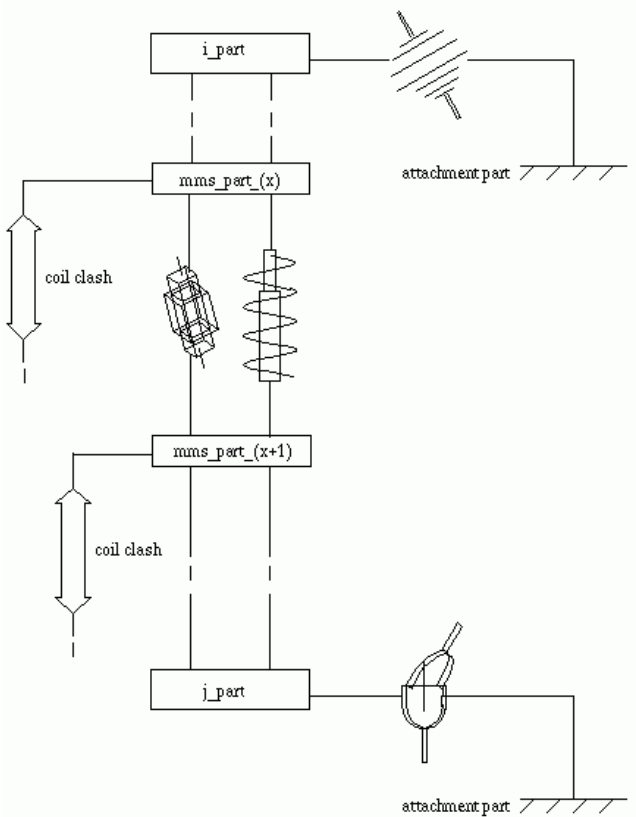 i_part
attachment part
mms_part_(x)
coil clash
mms_part_(x+1)
coil clash
j_part
attachment part